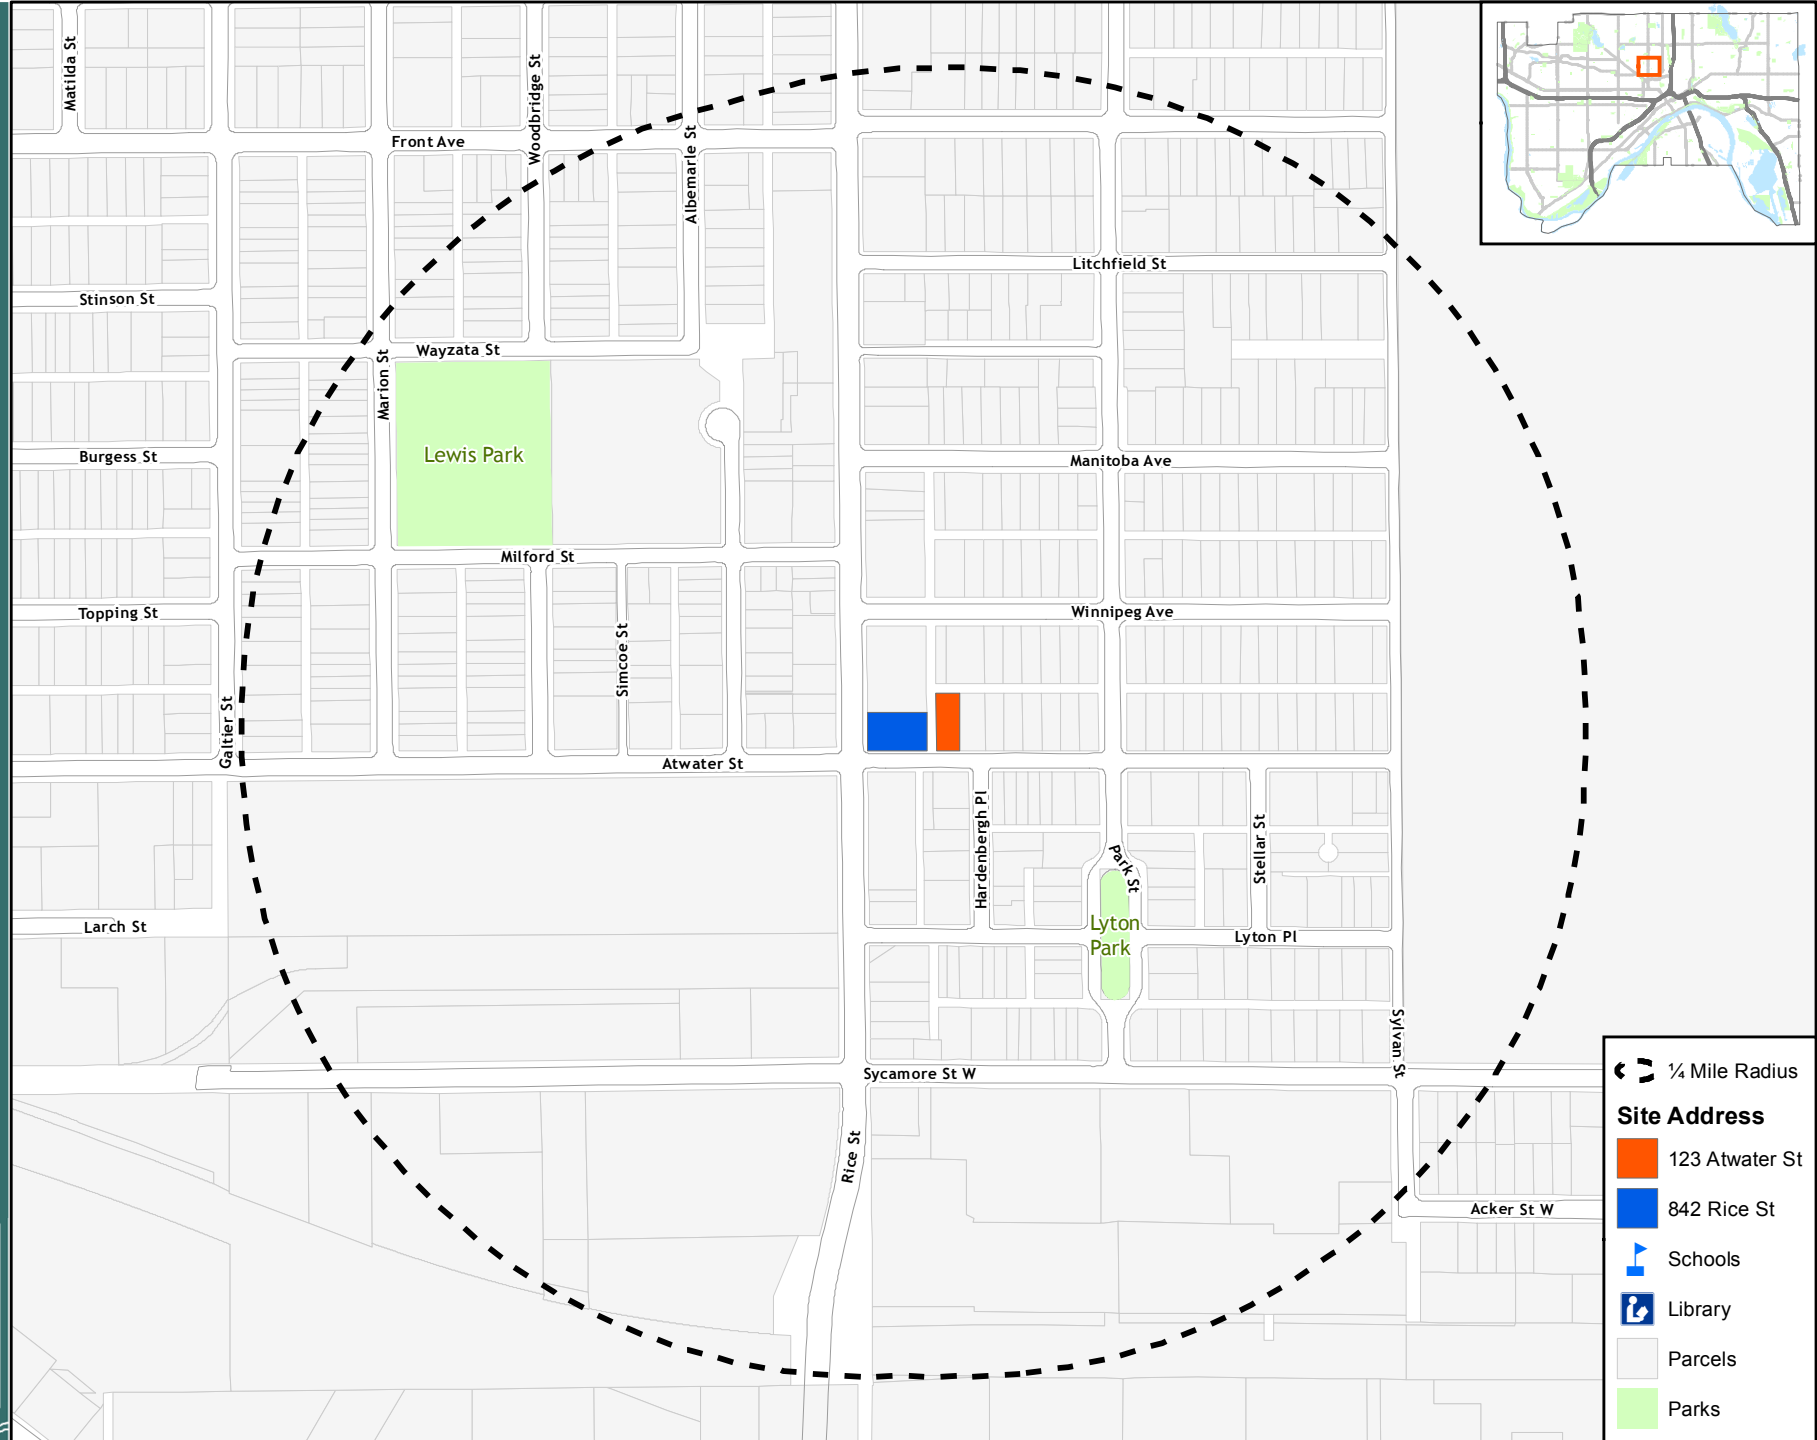 Matilda St
Woodbridge St
Front Ave
Albemarle St
Litchfield St
Stinson St
Wayzata St
Marion St
Lewis Park
Burgess St
Manitoba Ave
Milford St
Topping St
Winnipeg Ave
Simcoe St
Galtier St
Atwater St
Hardenbergh Pl
Park St
Stellar St
Larch St
Lyton
Park
Lyton Pl
Sylvan St
Sycamore St W
Rice St
Acker St W
¼ Mile Radius
Site Address
123 Atwater St
842 Rice St
Schools
Library
Parcels
Parks